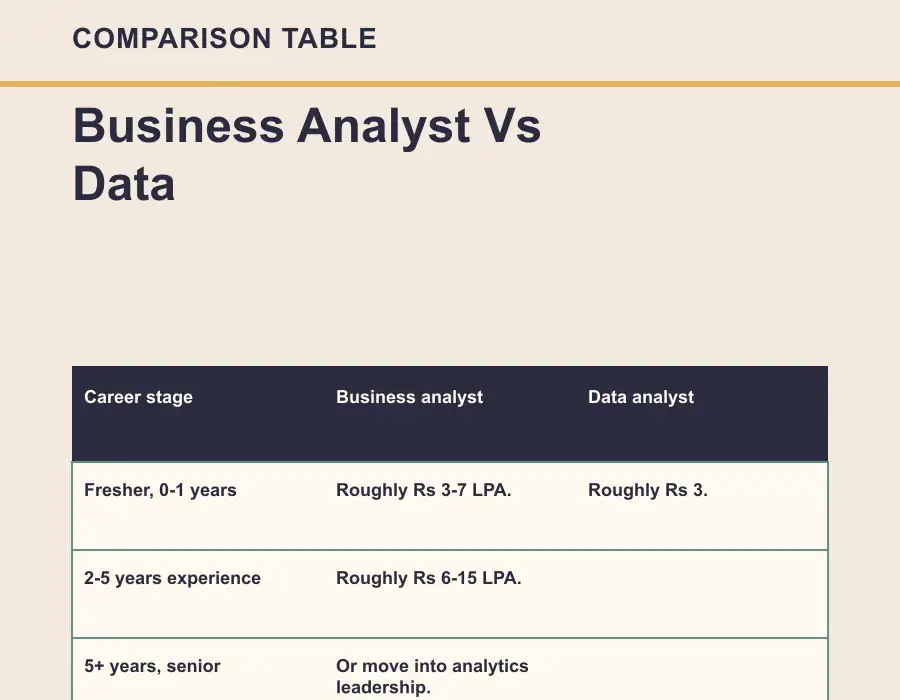 COMPARISON TABLE
Business Analyst Vs
Data
Career stage Business analyst Data analyst
Fresher, 0-1 years Roughly Rs 3-7 LPA. Roughly Rs 3.
2-5 years experience Roughly Rs 6-15 LPA.
5+ years, senior Or move into analytics
leadership.